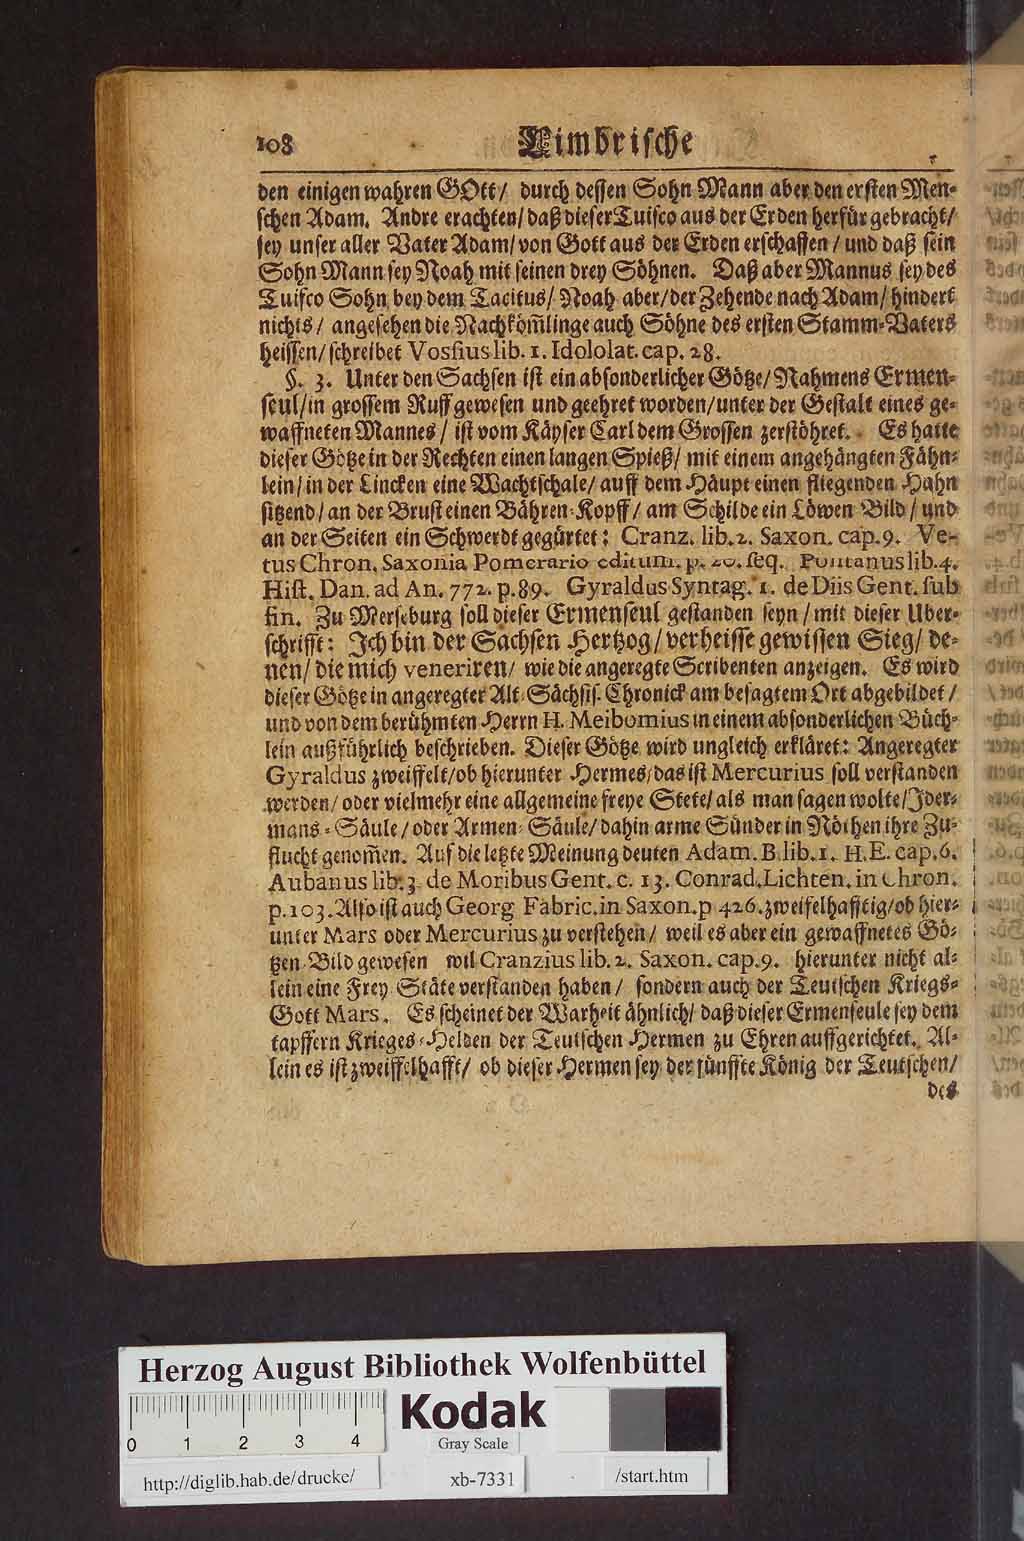 108 Cimbrische
den einigen wahren GOtt/ durch dessen Sohn Mann aber den ersten Men-
schen Adam. Andre erachten/ daß dieser Tuisco aus der Erden herfür gebracht/
sey unser aller Vater Adam/ von Gott aus der Erden erschaffen/ und daß sein
Sohn Mann sey Noah mit seinen drey Söhnen. Daß aber Mannus sey des
Tuisco Sohn bey dem Tacitus/ Noah aber/ der Zehende nach Adam/ hindert
nichts/ angesehen die Nachköm̃linge auch Söhne des ersten Stamm-Vaters
heissen/ schreibet Vossius lib. 1. Idololat. cap. 28.
§. 3. Unter den Sachsen ist ein absonderlicher Götze/ Nahmens Ermen-
seul/ in grossem Ruff gewesen und geehret worden/ unter der Gestalt eines ge-
waffneten Mannes/ ist vom Käyser Carl dem Grossen zerstöhret. Es hatte
dieser Götze in der Rechten einen langen Spieß/ mit einem angehängten Fähn-
lein/ in der Lincken eine Wachtschale/ auff dem Häupt einen fliegenden Hahn
sitzend/ an der Brust einen Bähren-Kopff/ am Schilde ein Löwen Bild/ und
an der Seiten ein Schwerdt gegürtet: Cranz. lib. 2. Saxon. cap. 9. Ve-
tus Chron. Saxonia Pomerario editum. p. 20. seq. Pontanus lib. 4.
Hist. Dan. ad An. 772. p. 89. Gyraldus Syntag. 1. de Diis Gent. sub
fin. Zu Merseburg soll dieser Ermenseul gestanden seyn/ mit dieser Uber-
schrifft: Ich bin der Sachsen Hertzog/ verheisse gewissen Sieg/ de-
nen/ die mich veneriren/ wie die angeregte Scribenten anzeigen. Es wird
dieser Götze in angeregter Alt-Sächsis. Chronick am besagtem Ort abgebildet/
und von dem berühmten Herrn H. Meibomius in einem absonderlichen Büch-
lein außführlich beschrieben. Dieser Götze wird ungleich erkläret: Angeregter
Gyraldus zweiffelt/ ob hierunter Hermes/ das ist Mercurius soll verstanden
werden/ oder vielmehr eine allgemeine freye Stete/ als man sagen wolte/ Jder-
mans-Säule/ oder Armen-Säule/ dahin arme Sünder in Nöthen ihre Zu-
flucht genom̃en. Auf die letzte Meinung deuten Adam. B. lib. 1. H. E. cap. 6.
Aubanus lib. 3 de Moribus Gent. c. 13. Conrad. Lichten. in Chron.
p. 103. Also ist auch Georg Fabric. in Saxon. p 426. zweifelhafftig/ ob hier-
unter Mars oder Mercurius zu verstehen/ weil es aber ein gewaffnetes Gö-
tzen-Bild gewesen wil Cranzius lib. 2. Saxon. cap. 9. hierunter nicht al-
lein eine Frey-Stäte verstanden haben/ sondern auch der Teutschen Kriegs-
Gott Mars. Es scheinet der Warheit ähnlich/ daß dieser Ermenseule sey dem
tapffern Krieges-Helden der Teutschen Hermen zu Ehren auffgerichtet. Al-
lein es ist zweiffelhafft/ ob dieser Hermen sey der fünffte König der Teutschen/
des
Herzog August Bibliothek Wolfenbüttel
0 1 2 3 4
Kodak
Gray Scale
http://diglib.hab.de/drucke/ xb-7331 /start.htm